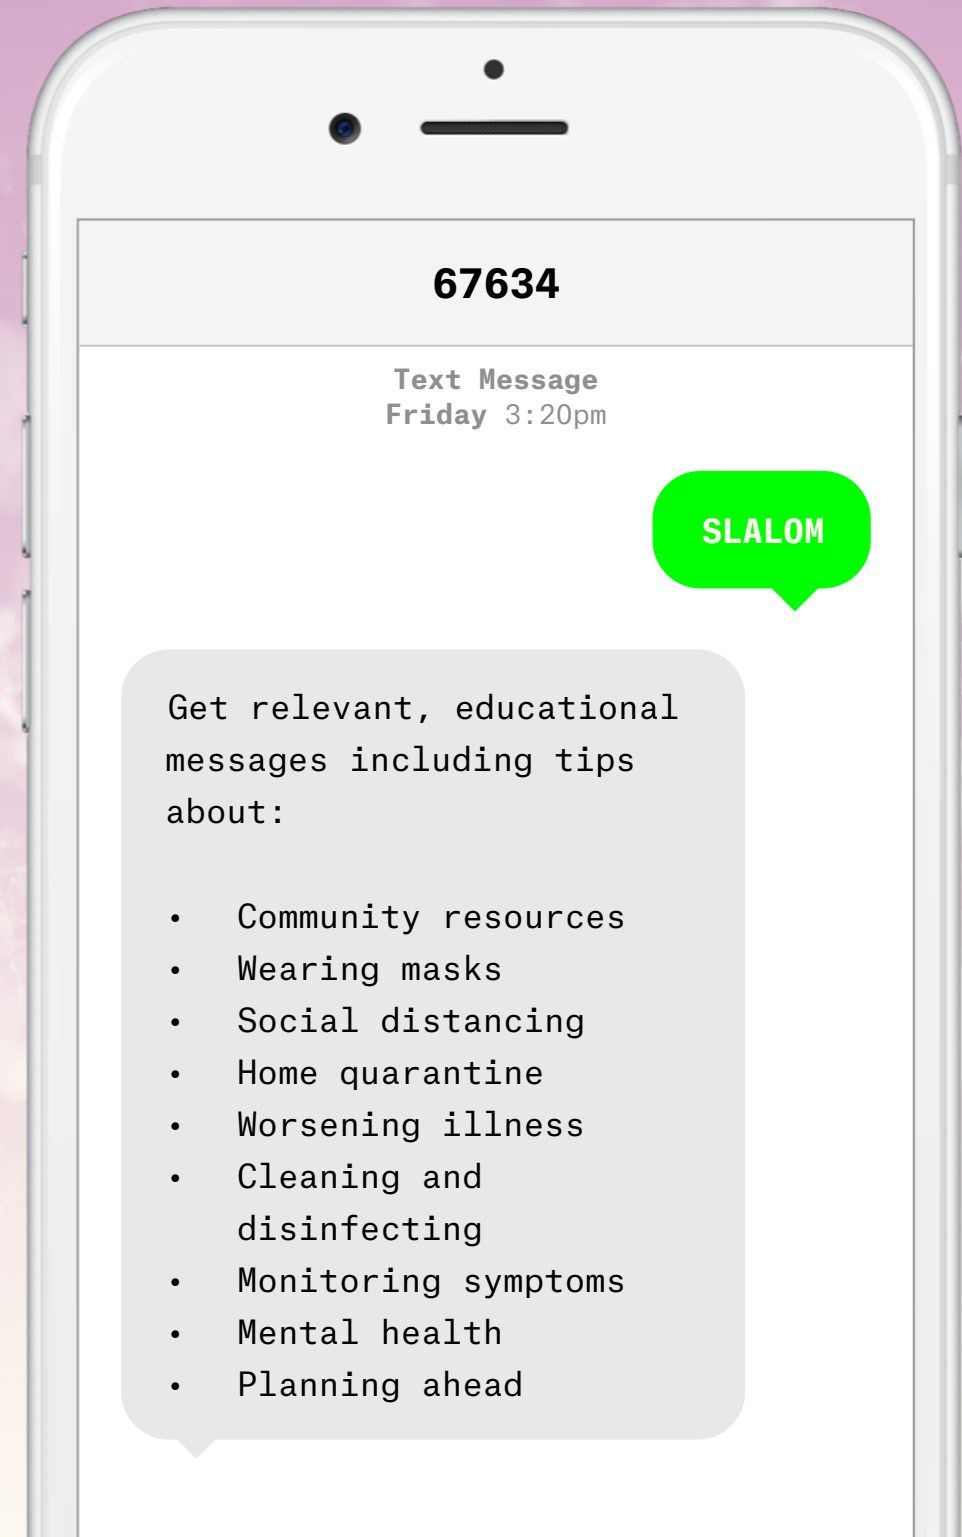 67634
Text Message
Friday 3:20pm
SLALOM
Get relevant, educational
messages including tips
about:
• Community resources
• Wearing masks
• Social distancing
• Home quarantine
• Worsening illness
• Cleaning and
disinfecting
• Monitoring symptoms
• Mental health
• Planning ahead